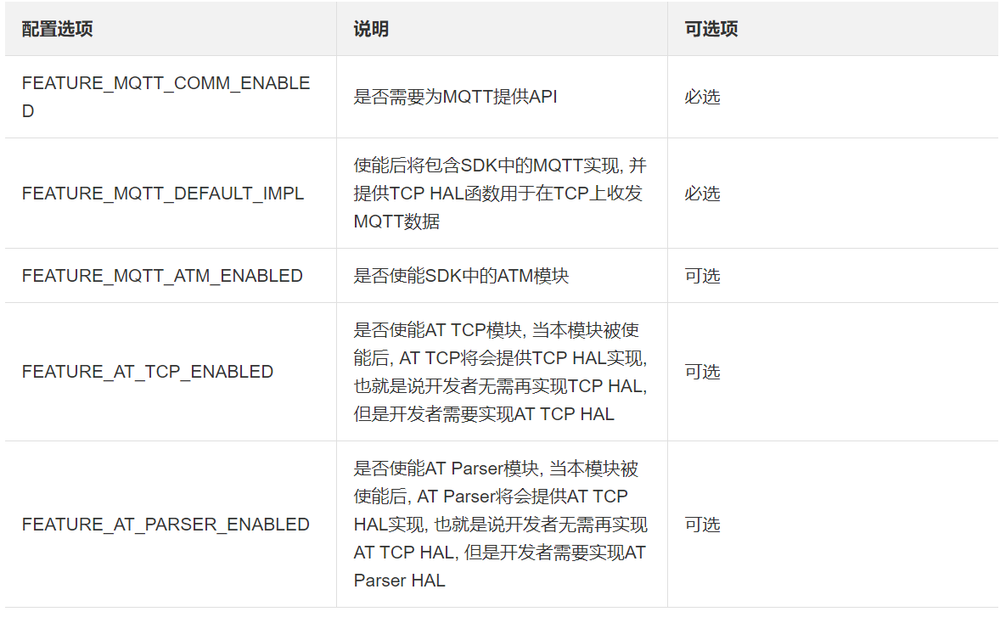 配置选项
说明
可选项
FEATURE_MQTT_COMM_ENABLE
D
是否需要为MQTT提供API
必选
FEATURE_MQTT_DEFAULT_IMPL
使能后将包含SDK中的MQTT实现, 并
提供TCP HAL函数用于在TCP上收发
MQTT数据
必选
FEATURE_MQTT_ATM_ENABLED
是否使能SDK中的ATM模块
可选
FEATURE_AT_TCP_ENABLED
是否使能AT TCP模块, 当本模块被使
能后, AT TCP将会提供TCP HAL实现,
也就是说开发者无需再实现TCP HAL,
但是开发者需要实现AT TCP HAL
可选
FEATURE_AT_PARSER_ENABLED
是否使能AT Parser模块, 当本模块被
使能后, AT Parser将会提供AT TCP
HAL实现, 也就是说开发者无需再实现
AT TCP HAL, 但是开发者需要实现AT
Parser HAL
可选